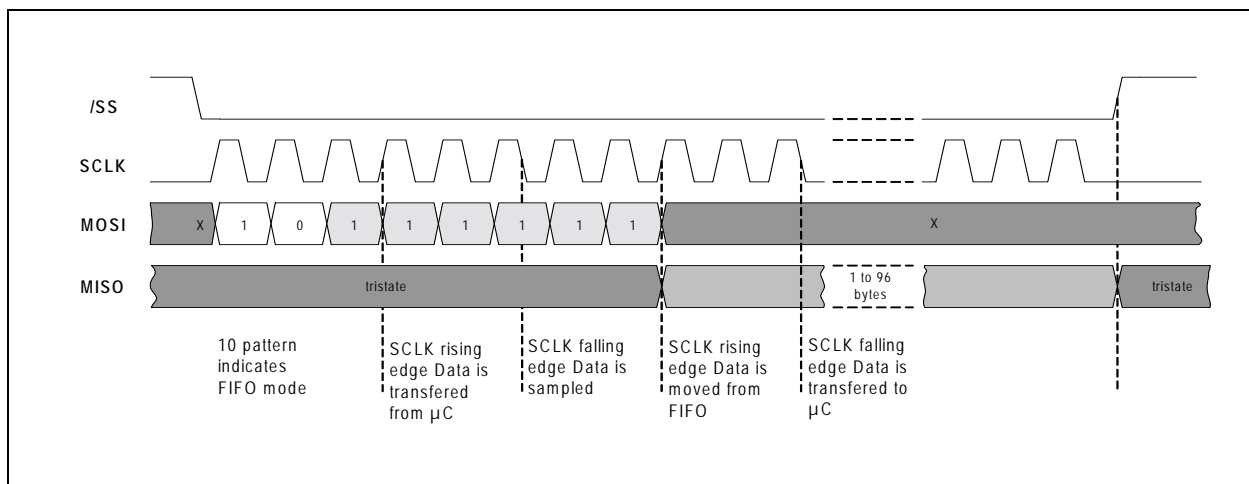 /SS
SCLK
MOSI
X
1
0
1
1
1
1
1
1
X
MISO
tristate
1 to 96
bytes
tristate
10 pattern
indicates
FIFO mode
SCLK rising
edge Data is
transfered
from µC
SCLK falling
edge Data is
sampled
SCLK rising
edge Data is
moved from
FIFO
SCLK falling
edge Data is
transfered to
µC